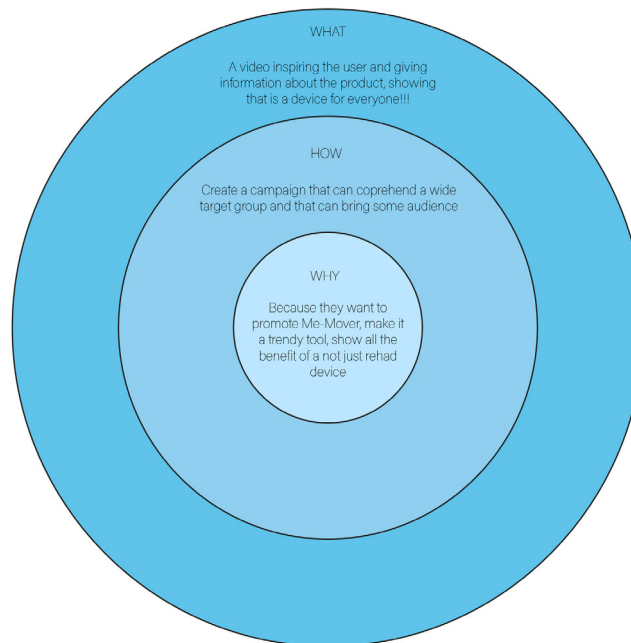 WHAT
A video inspiring the user and giving
information about the product, showing
that is a device for everyone!!!
HOW
Create a campaign that can coprehend a wide
target group and that can bring some audience
WHY
Because they want to
promote Me-Mover, make it
a trendy tool, show all the
benefit of a not just rehad
device